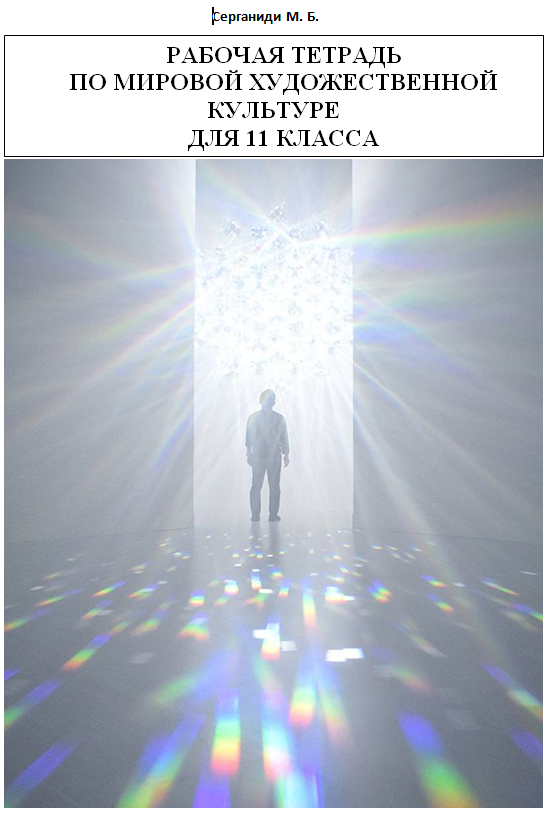 Серганиди М. Б.
РАБОЧАЯ ТЕТРАДЬ
ПО МИРОВОЙ ХУДОЖЕСТВЕННОЙ
КУЛЬТУРЕ
ДЛЯ 11 КЛАССА